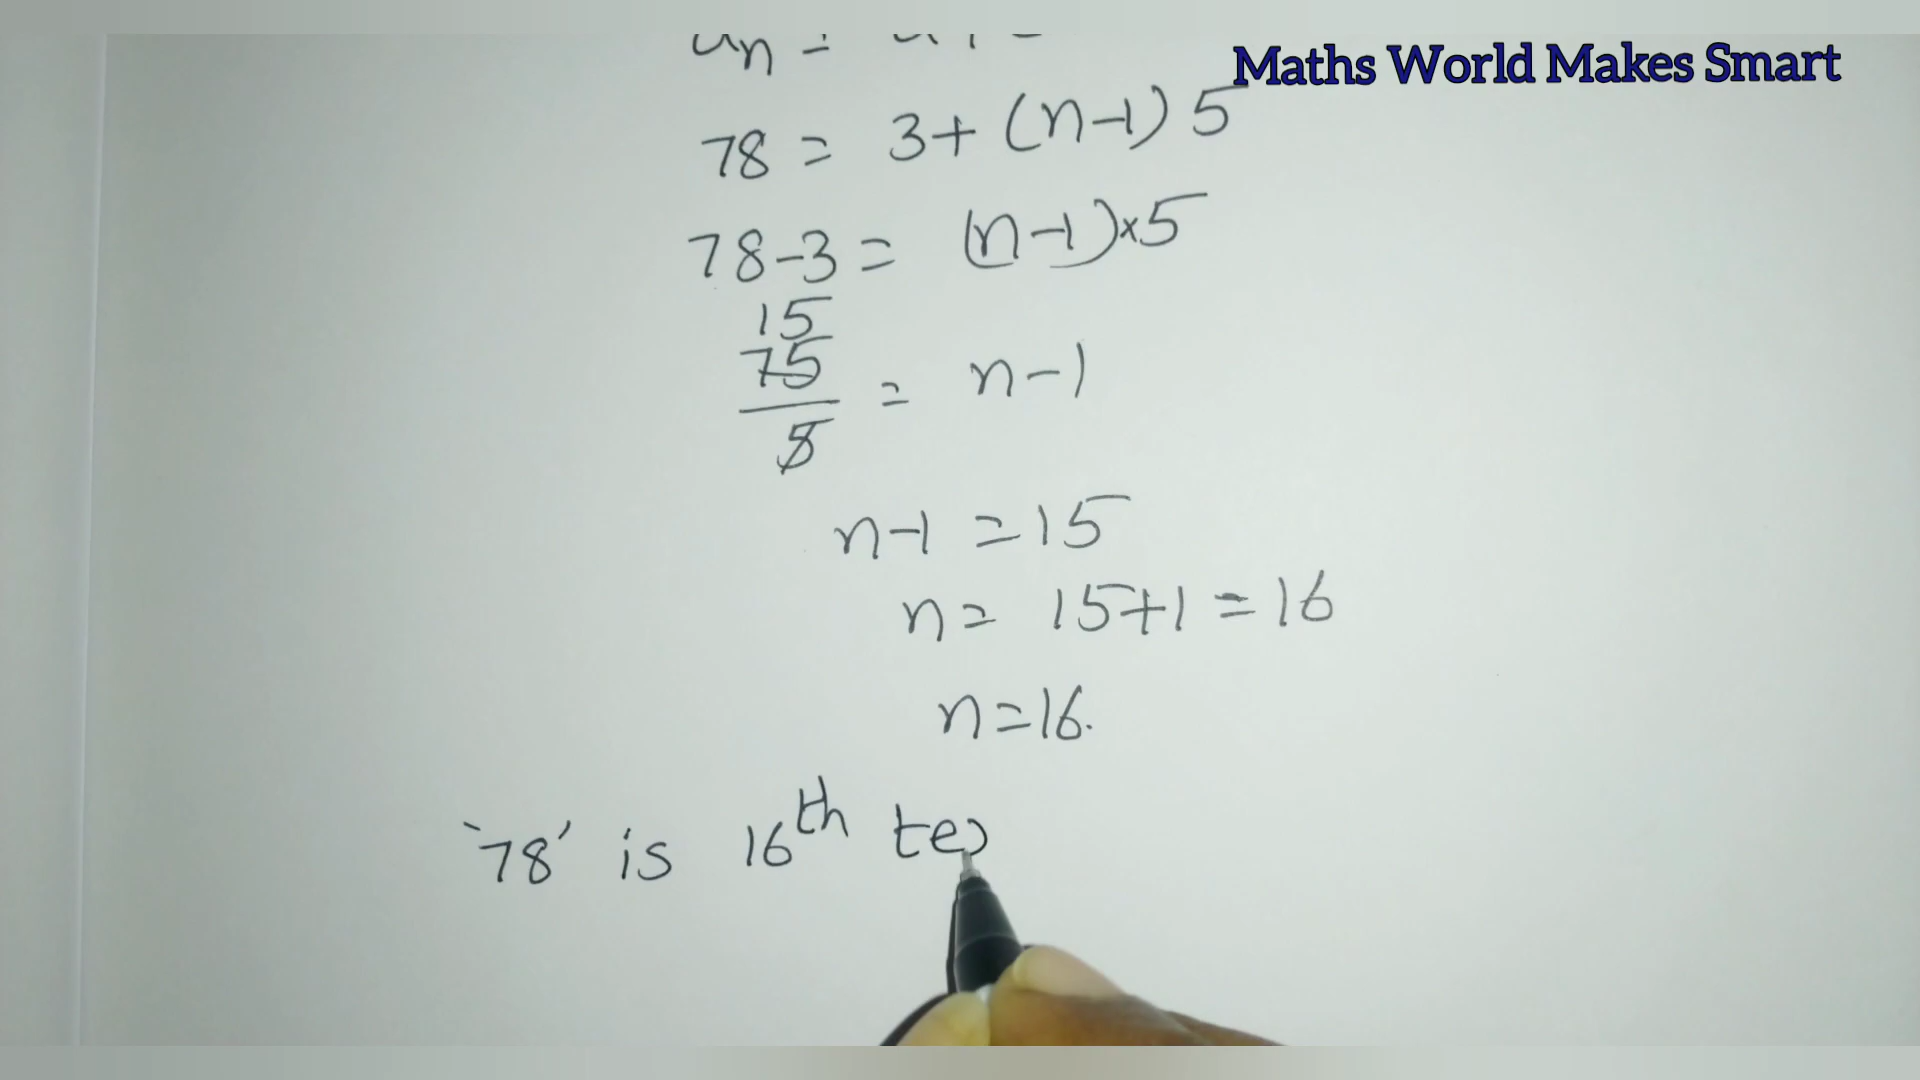 Maths World Makes Smart
78 = 3+ (n-1) 5
78-3 = (n-1)×5
15
75
= n-1
5
n-1 = 15
n = 15+1 = 16
n=16.
'78' is 16th